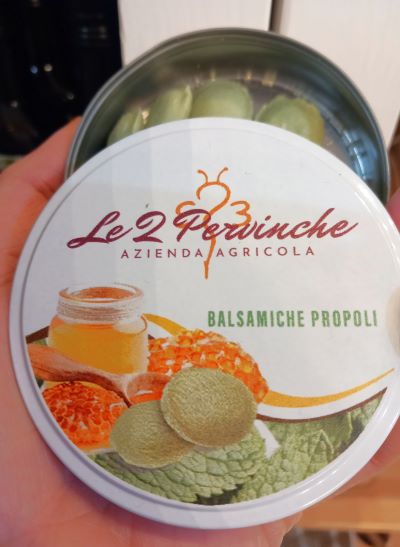 Le 2 Pervinche
AZIENDA AGRICOLA
BALSAMICHE PROPOLI